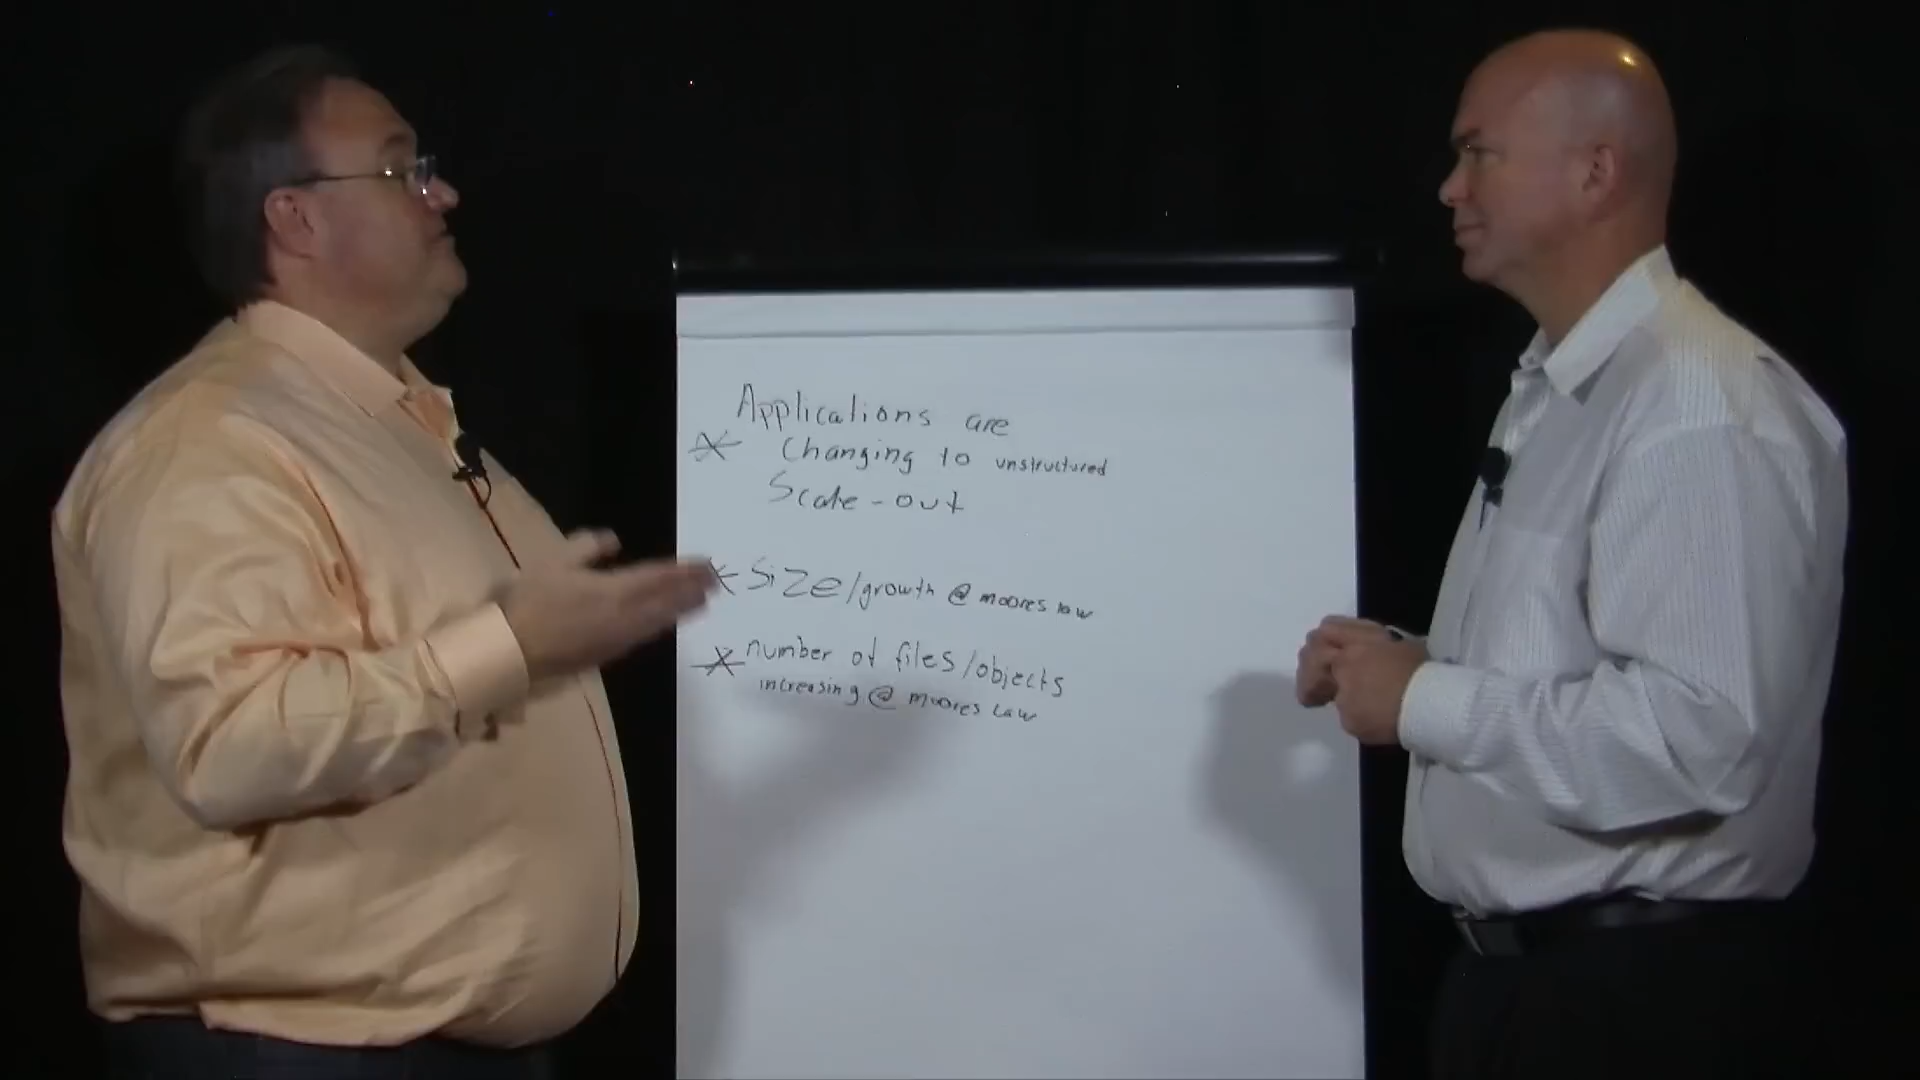 Applications are
* Changing to unstructured
Scale-out
* Size/growth @ moores law
* number of files/objects
increasing @ moores law